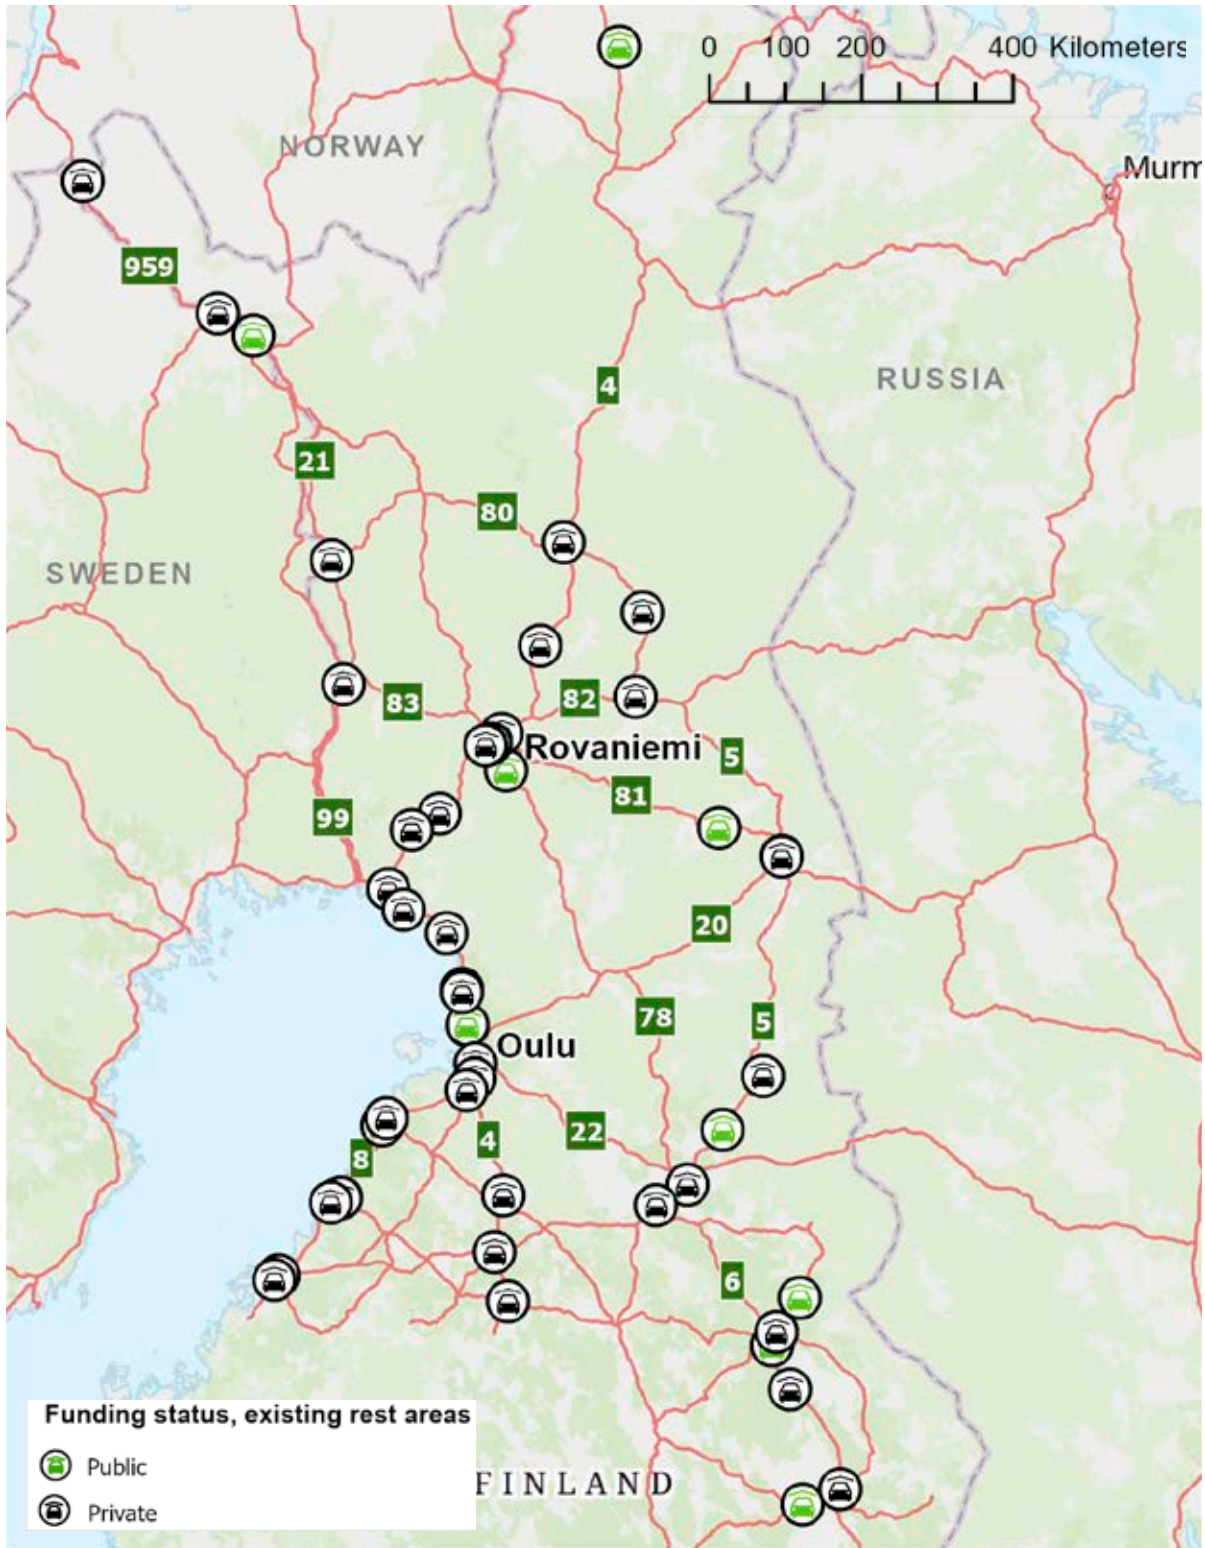 0 100 200 400 Kilometers
NORWAY
Murm
959
4
RUSSIA
21
80
SWEDEN
83
82
Rovaniemi
5
81
99
20
78
5
Oulu
22
4
8
6
Funding status, existing rest areas
Public
Private
FINLAND